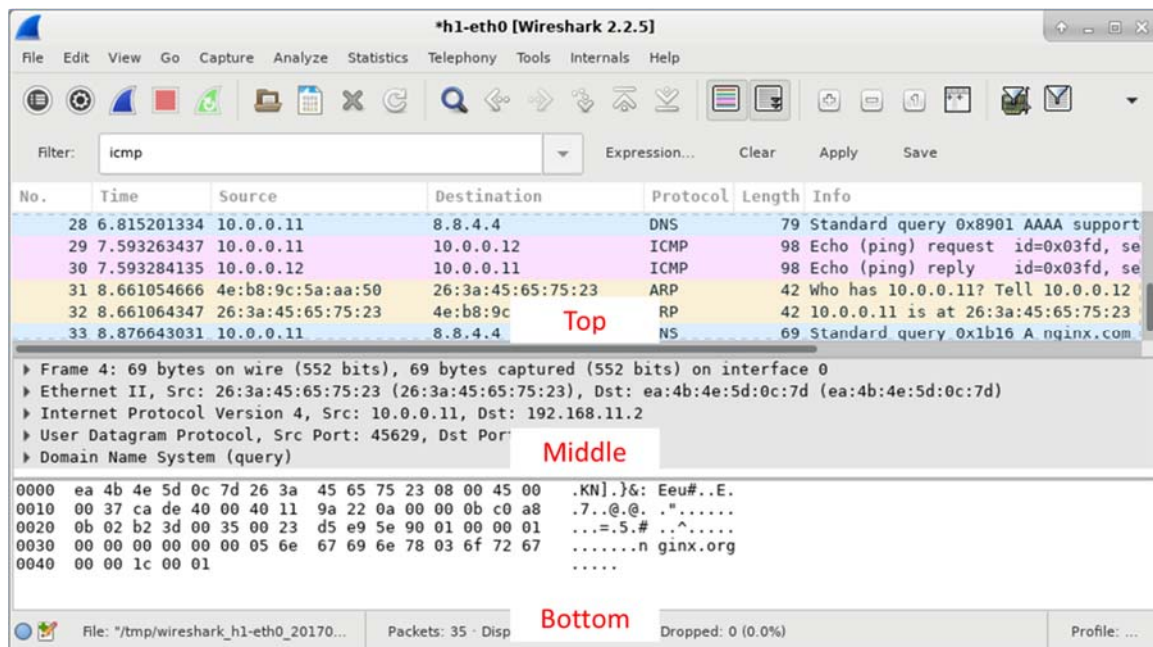 *h1-eth0 [Wireshark 2.2.5]
File Edit View Go Capture Analyze Statistics Telephony Tools Internals Help
Filter: icmp Expression... Clear Apply Save
No. Time Source Destination Protocol Length Info
28 6.815201334 10.0.0.11 8.8.4.4 DNS 79 Standard query 0x8901 AAAA support
29 7.593263437 10.0.0.11 10.0.0.12 ICMP 98 Echo (ping) request id=0x03fd, se
30 7.593284135 10.0.0.12 10.0.0.11 ICMP 98 Echo (ping) reply id=0x03fd, se
31 8.661054666 4e:b8:9c:5a:aa:50 26:3a:45:65:75:23 ARP 42 Who has 10.0.0.11? Tell 10.0.0.12
32 8.661064347 26:3a:45:65:75:23 4e:b8:9c RP 42 10.0.0.11 is at 26:3a:45:65:75:23
Top
33 8.876643031 10.0.0.11 8.8.4.4 NS 69 Standard query 0x1b16 A nginx.com
Frame 4: 69 bytes on wire (552 bits), 69 bytes captured (552 bits) on interface 0
Ethernet II, Src: 26:3a:45:65:75:23 (26:3a:45:65:75:23), Dst: ea:4b:4e:5d:0c:7d (ea:4b:4e:5d:0c:7d)
Internet Protocol Version 4, Src: 10.0.0.11, Dst: 192.168.11.2
User Datagram Protocol, Src Port: 45629, Dst Por
Domain Name System (query)
Middle
0000 ea 4b 4e 5d 0c 7d 26 3a 45 65 75 23 08 00 45 00 .KN].}&: Eeu#..E.
0010 00 37 ca de 40 00 40 11 9a 22 0a 00 00 0b c0 a8 .7..@.@. ."......
0020 0b 02 b2 3d 00 35 00 23 d5 e9 5e 90 01 00 00 01 ...=.5.# ..^.....
0030 00 00 00 00 00 00 05 6e 67 69 6e 78 03 6f 72 67 .......n ginx.org
0040 00 00 1c 00 01 .....
Bottom
File: "/tmp/wireshark_h1-eth0_20170... Packets: 35 · Disp Dropped: 0 (0.0%) Profile: ...